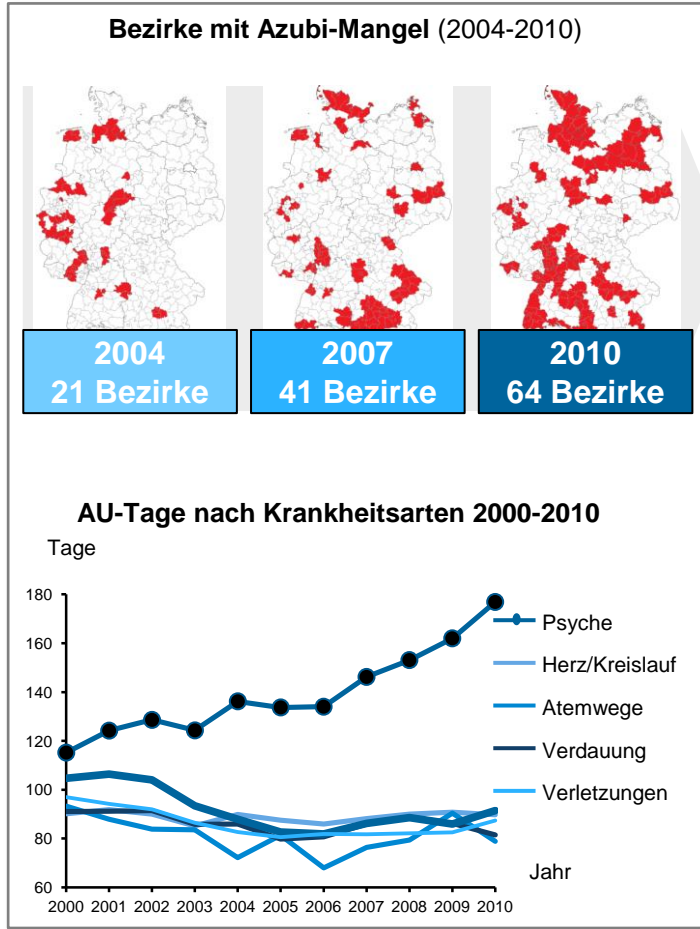 Bezirke mit Azubi-Mangel (2004-2010)
2004
21 Bezirke
2007
41 Bezirke
2010
64 Bezirke
AU-Tage nach Krankheitsarten 2000-2010
Tage
180
160
140
120
100
80
60
Psyche
Herz/Kreislauf
Atemwege
Verdauung
Verletzungen
Jahr
2000 2001 2002 2003 2004 2005 2006 2007 2008 2009 2010